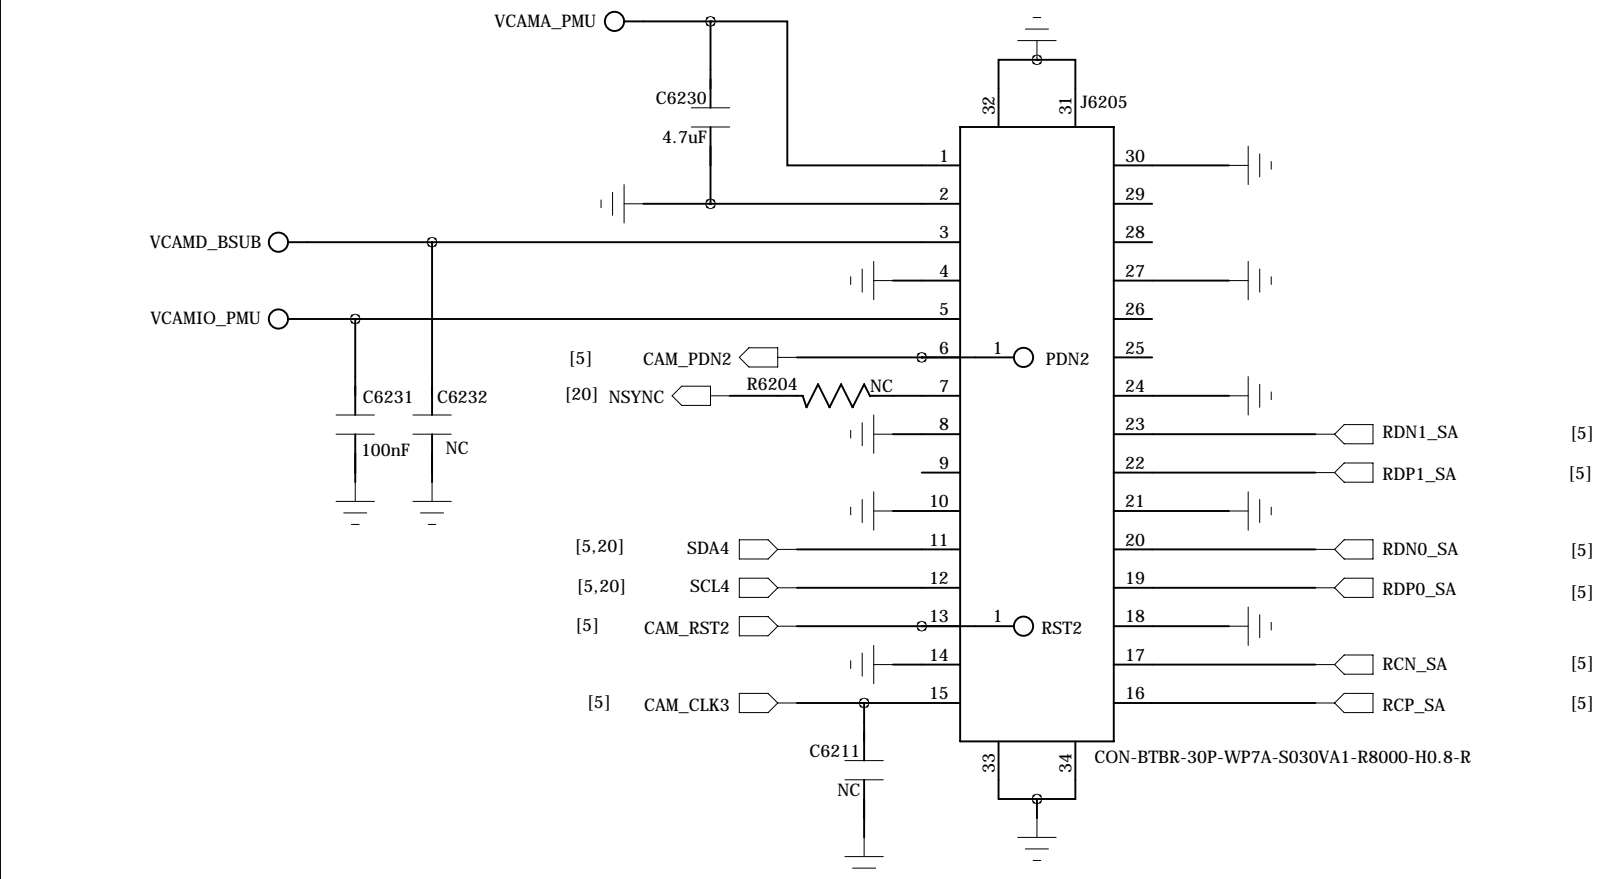 VCAMA_PMU
C6230
4.7uF
32
31
J6205
1
30
2
29
VCAMD_BSUB
3
28
4
27
VCAMIO_PMU
5
26
[5] CAM_PDN2
6
1
PDN2
25
[20] NSYNC
R6204
NC
7
24
C6231
C6232
100nF
NC
8
23
RDN1_SA [5]
9
22
RDP1_SA [5]
10
21
[5,20] SDA4
11
20
RDN0_SA [5]
[5,20] SCL4
12
19
RDP0_SA [5]
[5] CAM_RST2
13
1
RST2
18
14
17
RCN_SA [5]
[5] CAM_CLK3
15
16
RCP_SA [5]
C6211
NC
33
34
CON-BTBR-30P-WP7A-S030VA1-R8000-H0.8-R